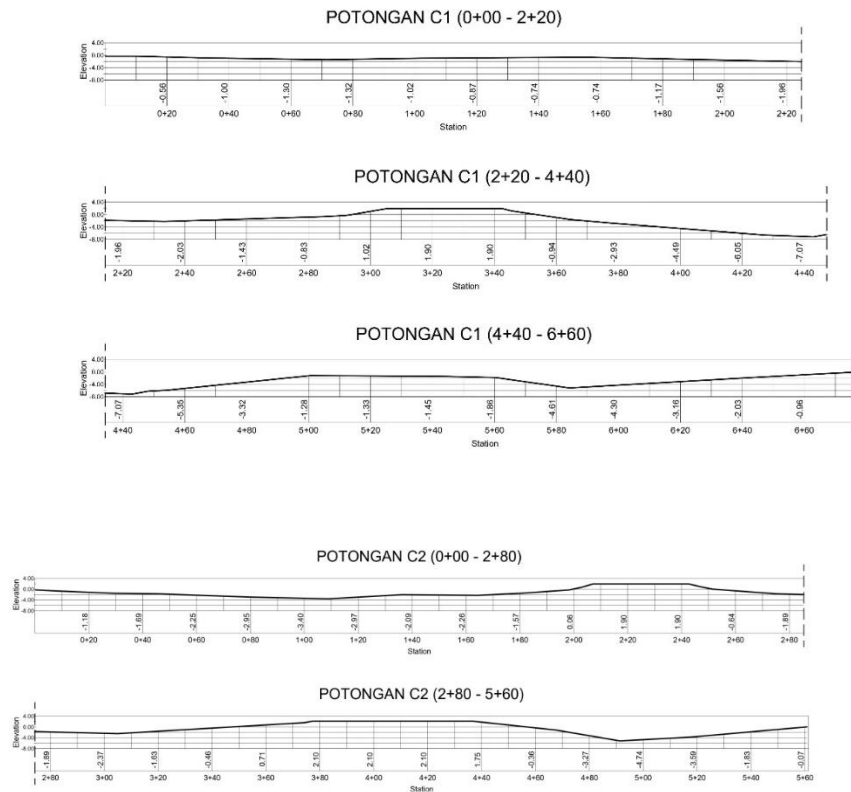 POTONGAN C1 (0+00 - 2+20)
Elevation
4.00
0.00
-4.00
-8.00
-0.56 -1.00 -1.30 -1.32 -1.02 -0.87 -0.74 -0.74 -1.17 -1.56 -1.96
0+20 0+40 0+60 0+80 1+00 1+20 1+40 1+60 1+80 2+00 2+20
Station
POTONGAN C1 (2+20 - 4+40)
Elevation
4.00
0.00
-4.00
-8.00
-1.96 -2.03 -1.43 -0.83 1.02 1.90 1.90 -0.94 -2.93 -4.49 -6.05 -7.07
2+20 2+40 2+60 2+80 3+00 3+20 3+40 3+60 3+80 4+00 4+20 4+40
Station
POTONGAN C1 (4+40 - 6+60)
Elevation
4.00
0.00
-4.00
-8.00
-7.07 -5.35 -3.32 -1.28 -1.33 -1.45 -1.86 -4.61 -4.30 -3.16 -2.03 -0.96
4+40 4+60 4+80 5+00 5+20 5+40 5+60 5+80 6+00 6+20 6+40 6+60
Station
POTONGAN C2 (0+00 - 2+80)
Elevation
4.00
0.00
-4.00
-8.00
-1.18 -1.69 -2.25 -2.95 -3.40 -2.97 -2.09 -2.26 -1.57 0.06 1.90 1.90 -0.64 -1.89
0+20 0+40 0+60 0+80 1+00 1+20 1+40 1+60 1+80 2+00 2+20 2+40 2+60 2+80
Station
POTONGAN C2 (2+80 - 5+60)
Elevation
4.00
0.00
-4.00
-8.00
-1.89 -2.37 -1.63 -0.46 0.71 2.10 2.10 2.10 1.75 -0.36 -3.27 -4.74 -3.59 -1.83 -0.07
2+80 3+00 3+20 3+40 3+60 3+80 4+00 4+20 4+40 4+60 4+80 5+00 5+20 5+40 5+60
Station